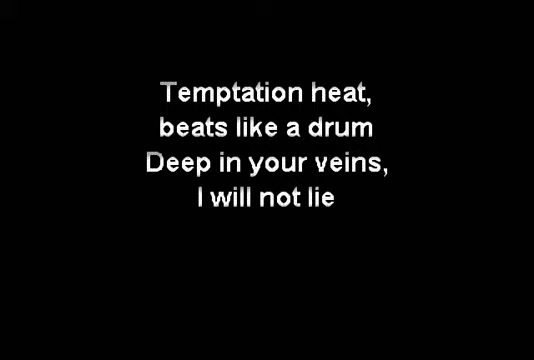 Temptation heat,
beats like a drum
Deep in your veins,
I will not lie